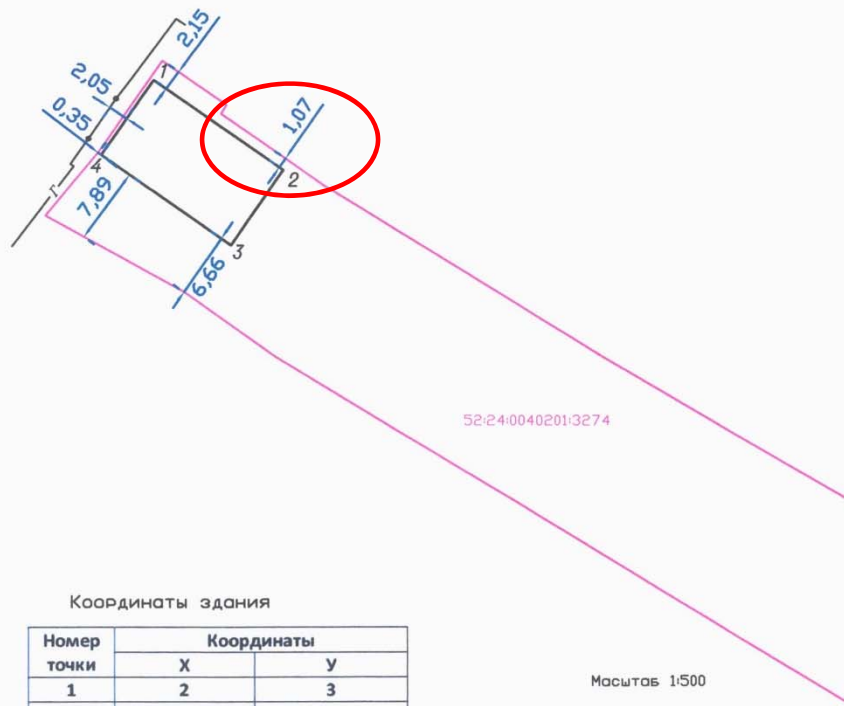 2,15
1
2,05
1,07
0,35
4
2
Г
7,89
3
6,66
52:24:0040201:3274
Координаты здания
Номер точки
Координаты
Х
У
1
2
3
Масштаб 1:500